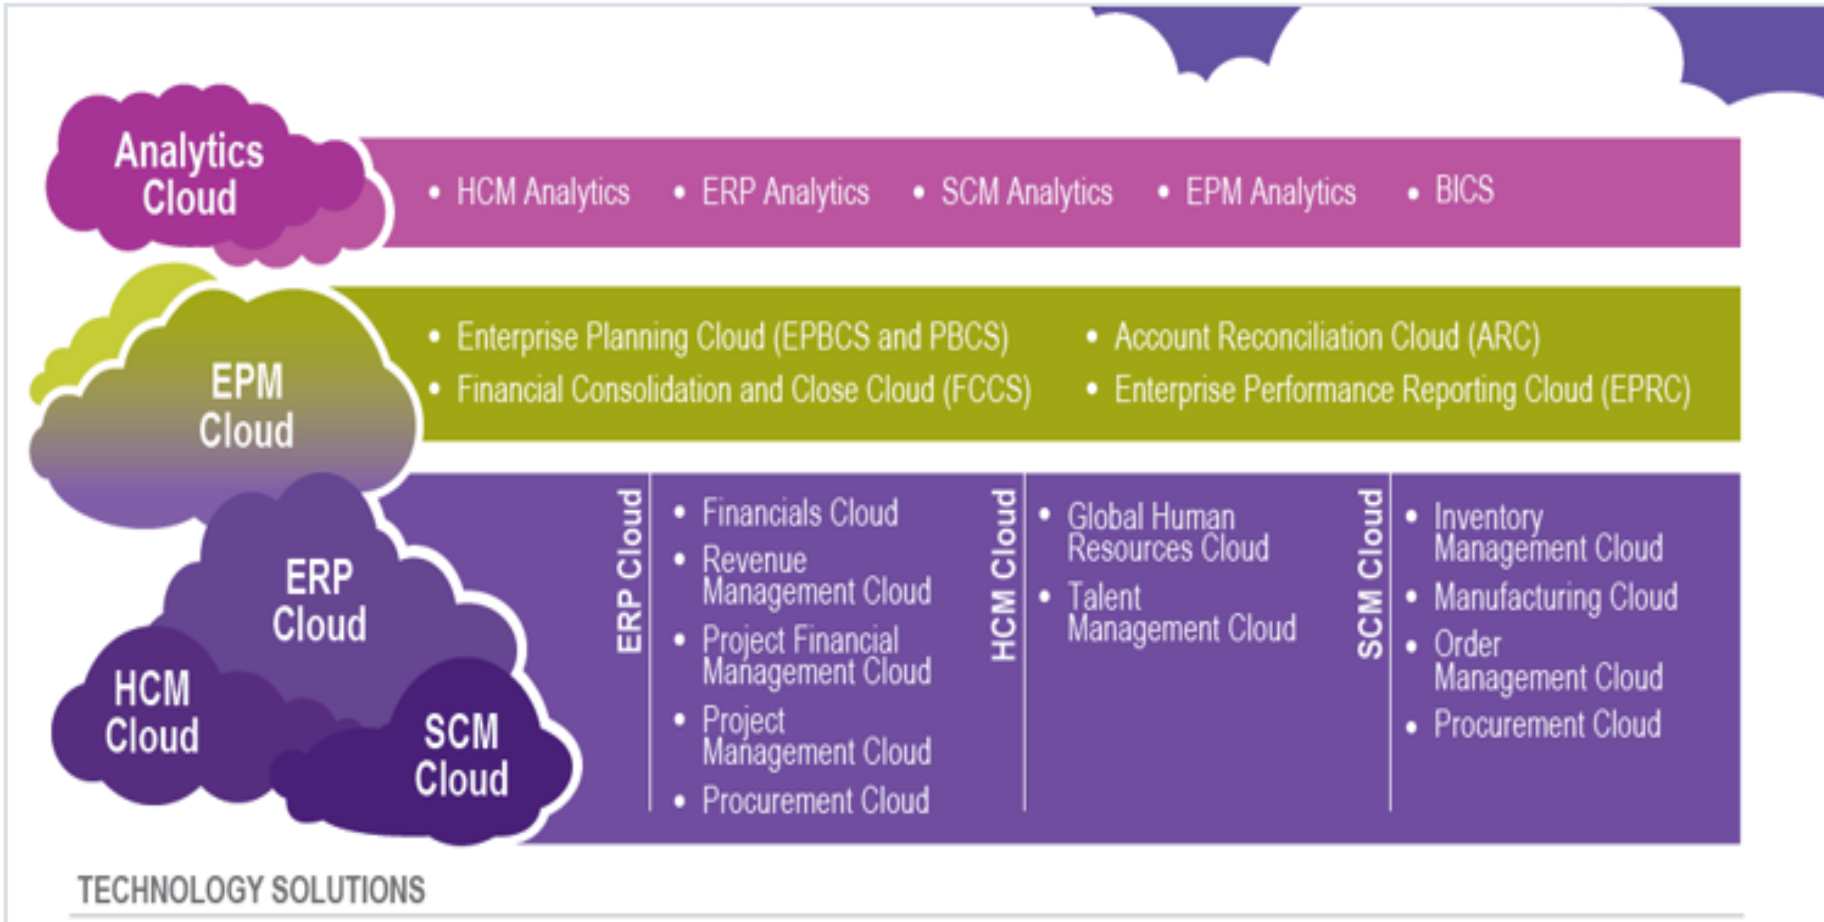 Analytics
Cloud
• HCM Analytics
• ERP Analytics
• SCM Analytics
• EPM Analytics
• BICS
EPM
Cloud
• Enterprise Planning Cloud (EPBCS and PBCS)
• Financial Consolidation and Close Cloud (FCCS)
• Account Reconciliation Cloud (ARC)
• Enterprise Performance Reporting Cloud (EPRC)
ERP
Cloud
HCM
Cloud
SCM
Cloud
ERP Cloud
• Financials Cloud
• Revenue
Management Cloud
• Project Financial
Management Cloud
• Project
Management Cloud
• Procurement Cloud
HCM Cloud
• Global Human
Resources Cloud
• Talent
Management Cloud
SCM Cloud
• Inventory
Management Cloud
• Manufacturing Cloud
• Order
Management Cloud
• Procurement Cloud
TECHNOLOGY SOLUTIONS